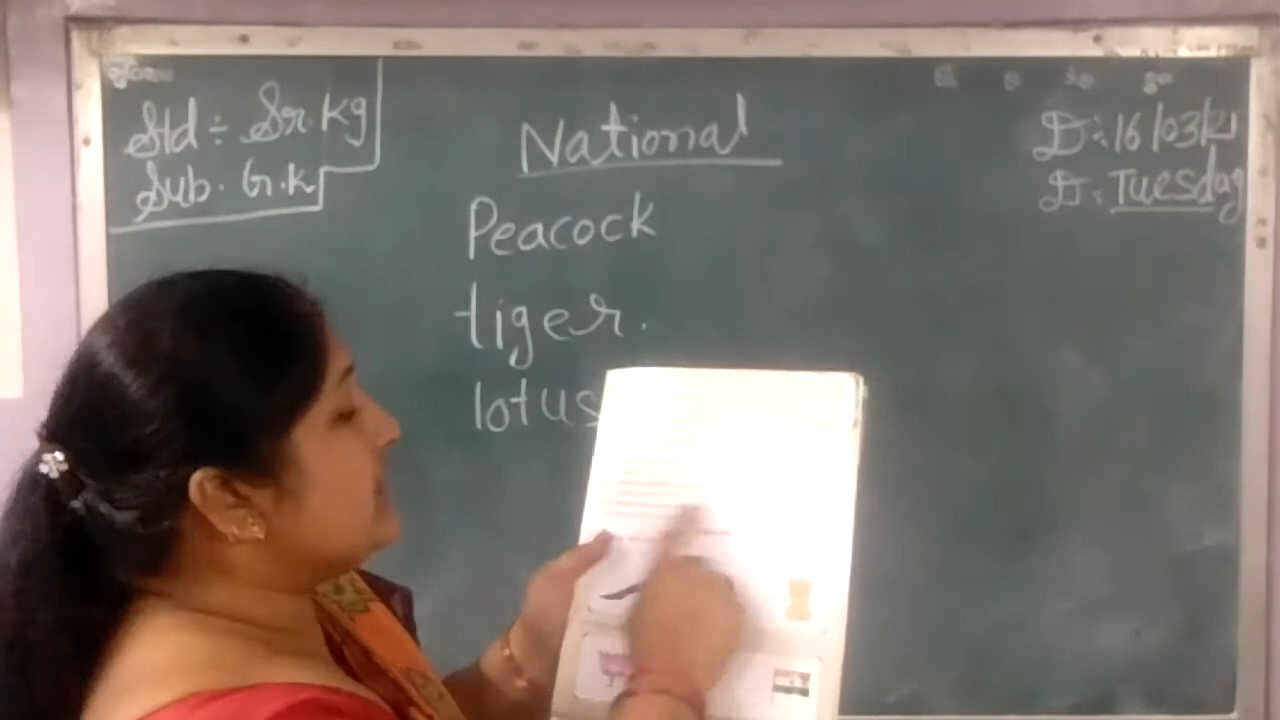 Std ÷ Sr. Kg
Sub. G.K
National
D ÷ 16/03/21
D. Tuesday
Peacock
tiger.
lotus